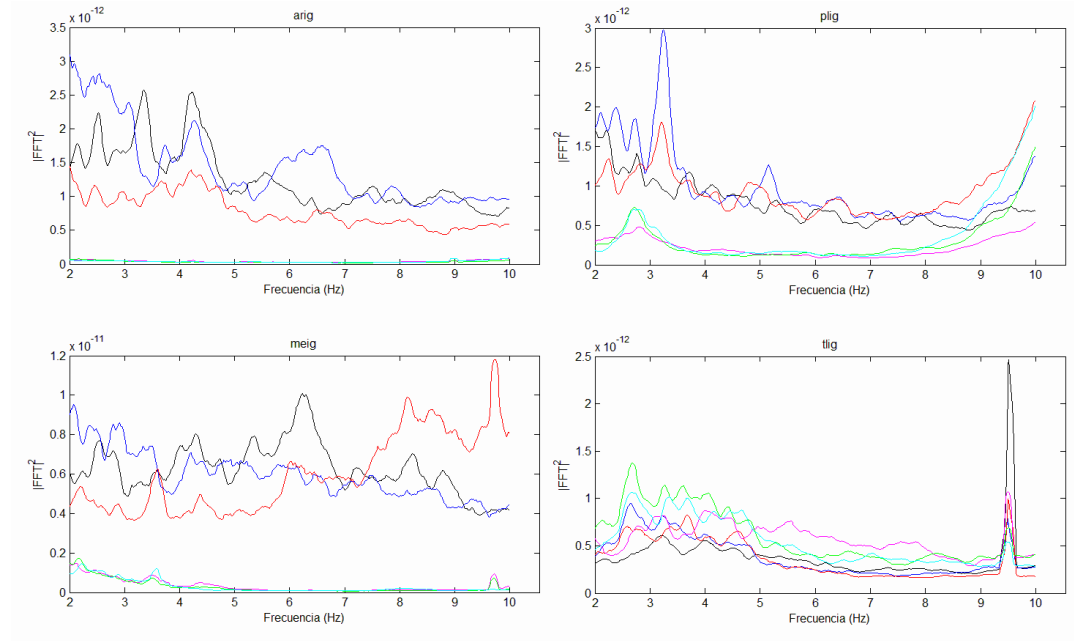 arig
x 10^-12
3.5
3
2.5
2
1.5
1
0.5
0
|FFT|^2
2 3 4 5 6 7 8 9 10
Frecuencia (Hz)
plig
x 10^-12
3
2.5
2
1.5
1
0.5
0
|FFT|^2
2 3 4 5 6 7 8 9 10
Frecuencia (Hz)
meig
x 10^-11
1.2
1
0.8
0.6
0.4
0.2
0
|FFT|^2
2 3 4 5 6 7 8 9 10
Frecuencia (Hz)
tlig
x 10^-12
2.5
2
1.5
1
0.5
0
|FFT|^2
2 3 4 5 6 7 8 9 10
Frecuencia (Hz)